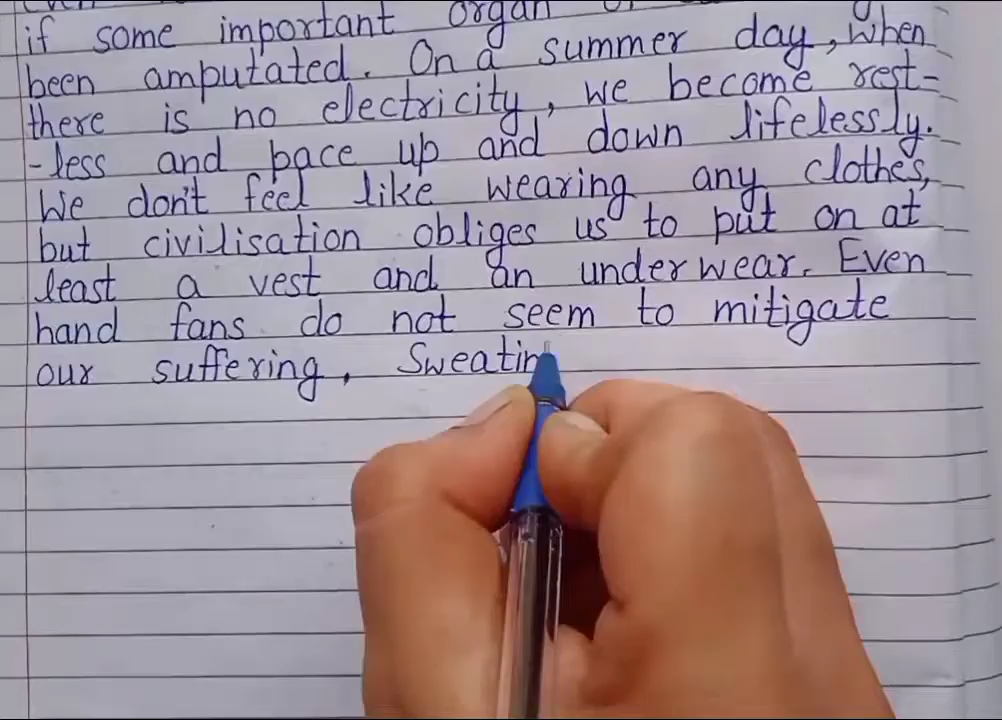 if some important organ
been amputated. On a summer day, when
there is no electricity, we become rest-
-less and pace up and down lifelessly.
We don't feel like wearing any clothes,
but civilisation obliges us to put on at
least a vest and an underwear. Even
hand fans do not seem to mitigate
our suffering, Sweatin